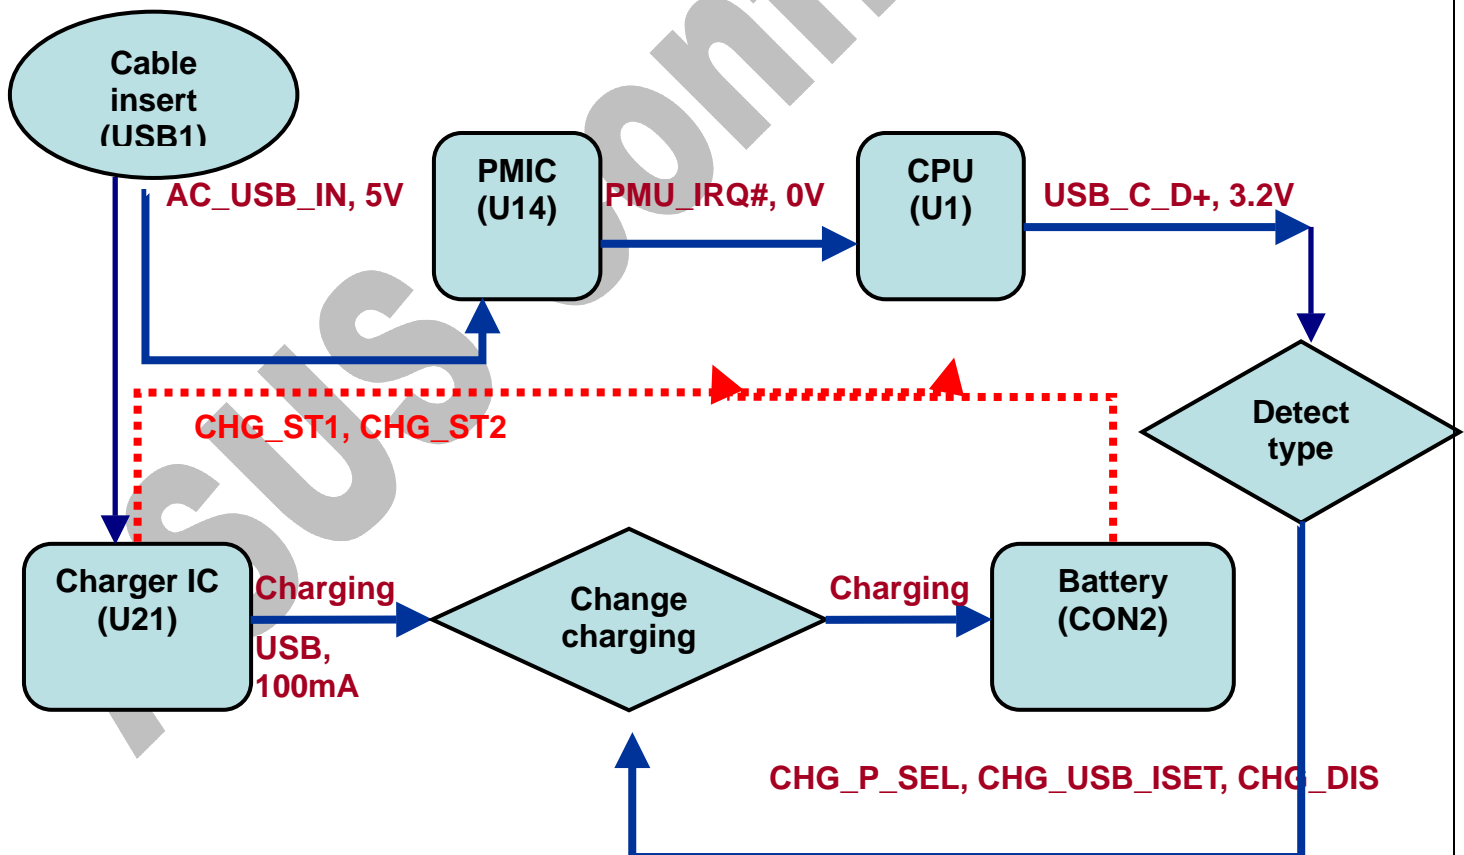 Cable
insert
(USB1)
PMIC
(U14)
CPU
(U1)
AC_USB_IN, 5V
PMU_IRQ#, 0V
USB_C_D+, 3.2V
CHG_ST1, CHG_ST2
Detect
type
Charger IC
(U21)
Charging
USB,
100mA
Change
charging
Charging
Battery
(CON2)
CHG_P_SEL, CHG_USB_ISET, CHG_DIS